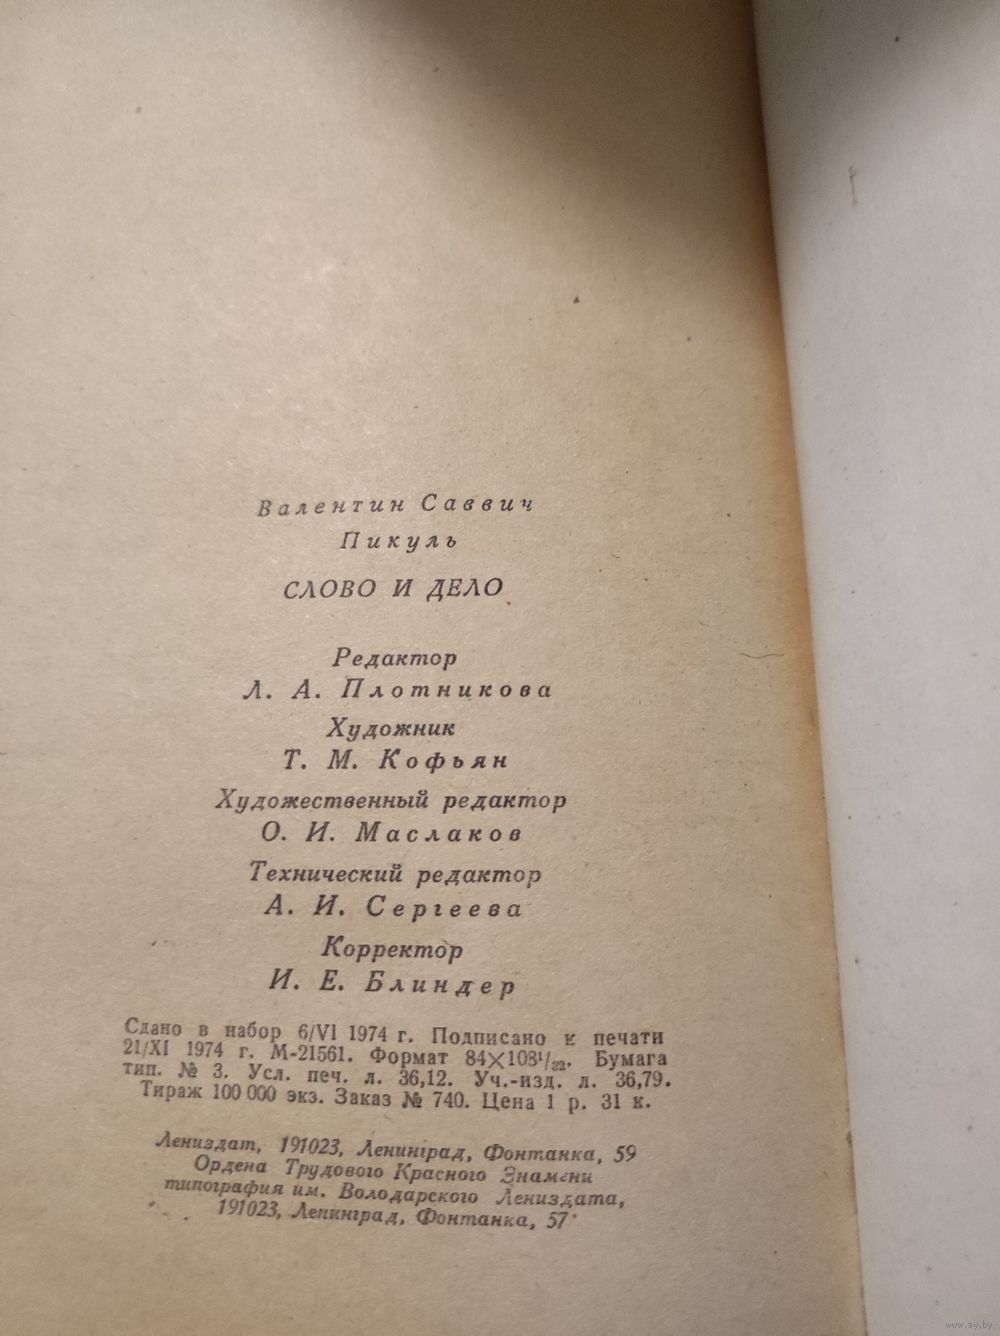 Валентин Саввич
Пикуль
СЛОВО И ДЕЛО
Редактор
Л. А. Плотникова
Художник
Т. М. Кофьян
Художественный редактор
О. И. Маслаков
Технический редактор
А. И. Сергеева
Корректор
И. Е. Блиндер
Сдано в набор 6/VI 1974 г. Подписано к печати
21/XI 1974 г. М-21561. Формат 84×108¹/₃₂. Бумага
тип. № 3. Усл. печ. л. 36,12. Уч.-изд. л. 36,79.
Тираж 100 000 экз. Заказ № 740. Цена 1 р. 31 к.
Лениздат, 191023, Ленинград, Фонтанка, 59
Ордена Трудового Красного Знамени
типография им. Володарского Лениздата,
191023, Ленинград, Фонтанка, 57
www.ay.by